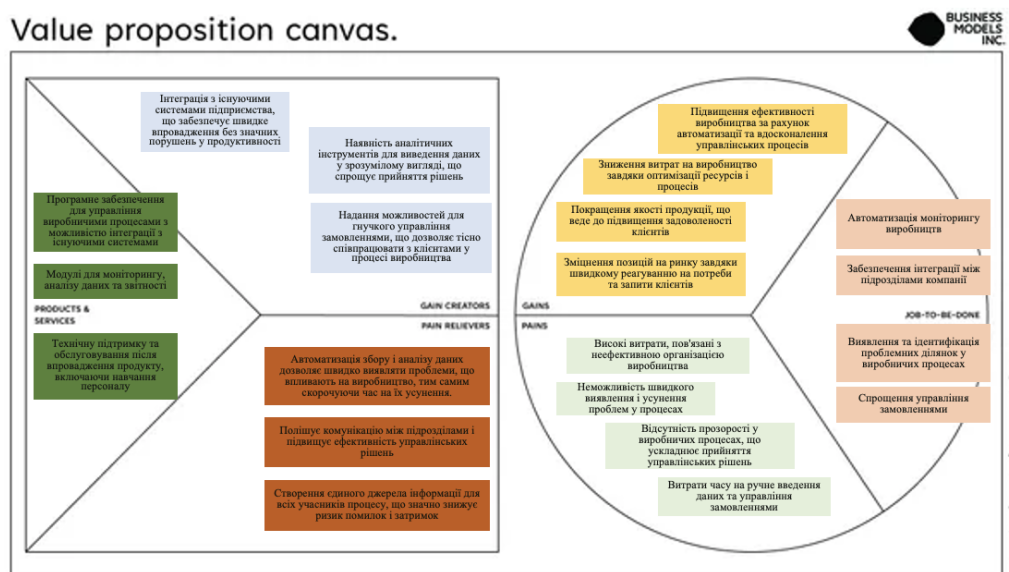 Value proposition canvas.
BUSINESS
MODELS
INC.
Інтеграція з існуючими
системами підприємства,
що забезпечує швидке
впровадження без значних
порушень у продуктивності
Наявність аналітичних
інструментів для виведення даних
у зрозумілому вигляді, що
спрощує прийняття рішень
Надання можливостей для
гнучкого управління
замовленнями, що дозволяє тісно
співпрацювати з клієнтами у
процесі виробництва
Програмне забезпечення
для управління
виробничими процесами з
можливістю інтеграції з
існуючими системами
Модулі для моніторингу,
аналізу даних та звітності
PRODUCTS &
SERVICES
Технічну підтримку та
обслуговування після
впровадження продукту,
включаючи навчання
персоналу
GAIN CREATORS
PAIN RELIEVERS
Автоматизація збору і аналізу даних
дозволяє швидко виявляти проблеми, що
впливають на виробництво, тим самим
скорочуючи час на їх усунення.
Поліщує комунікацію між підрозділами і
підвищує ефективність управлінських
рішень
Створення єдиного джерела інформації для
всіх учасників процесу, що значно знижує
ризик помилок і затримок
Підвищення ефективності
виробництва за рахунок
автоматизації та вдосконалення
управлінських процесів
Зниження витрат на виробництво
завдяки оптимізації ресурсів і
процесів
Покращення якості продукції, що
веде до підвищення задоволеності
клієнтів
Зміцнення позицій на ринку завдяки
швидкому реагуванню на потреби
та запити клієнтів
GAINS
PAINS
Високі витрати, пов'язані з
неефективною організацією
виробництва
Неможливість швидкого
виявлення і усунення
проблем у процесах
Відсутність прозорості у
виробничих процесах, що
ускладнює прийняття
управлінських рішень
Витрати часу на ручне введення
даних та управління
замовленнями
Автоматизація моніторингу
виробництв
Забезпечення інтеграції між
підрозділами компанії
JOB-TO-BE-DONE
Виявлення та ідентифікація
проблемних ділянок у
виробничих процесах
Спрощення управління
замовленнями